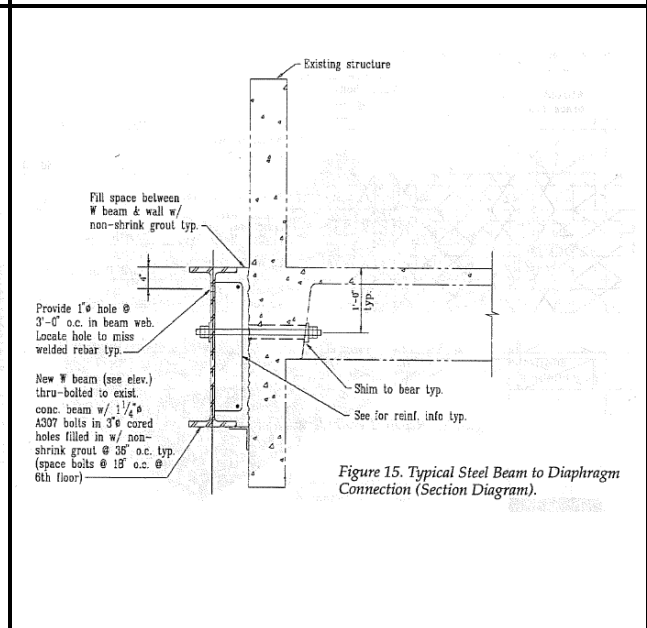 Existing structure
Fill space between
W beam & wall w/
non-shrink grout typ.
4"
Provide 1"ø hole @
3'-0" o.c. in beam web.
Locate hole to miss
welded rebar typ.
1'-0"
typ.
New W beam (see elev.)
thru-bolted to exist.
conc. beam w/ 1 1/4"ø
A307 bolts in 3"ø cored
holes filled in w/ non-
shrink grout @ 36" o.c. typ.
(space bolts @ 18" o.c. @
6th floor)
Shim to bear typ.
See for reinf. info typ.
Figure 15. Typical Steel Beam to Diaphragm
Connection (Section Diagram).